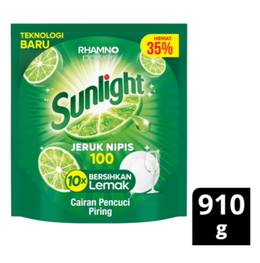 TEKNOLOGI
BARU
RHAMNO
HEMAT
35%
Sunlight
JERUK NIPIS
100
10x BERSIHKAN
Lemak
Cairan Pencuci
Piring
910
g